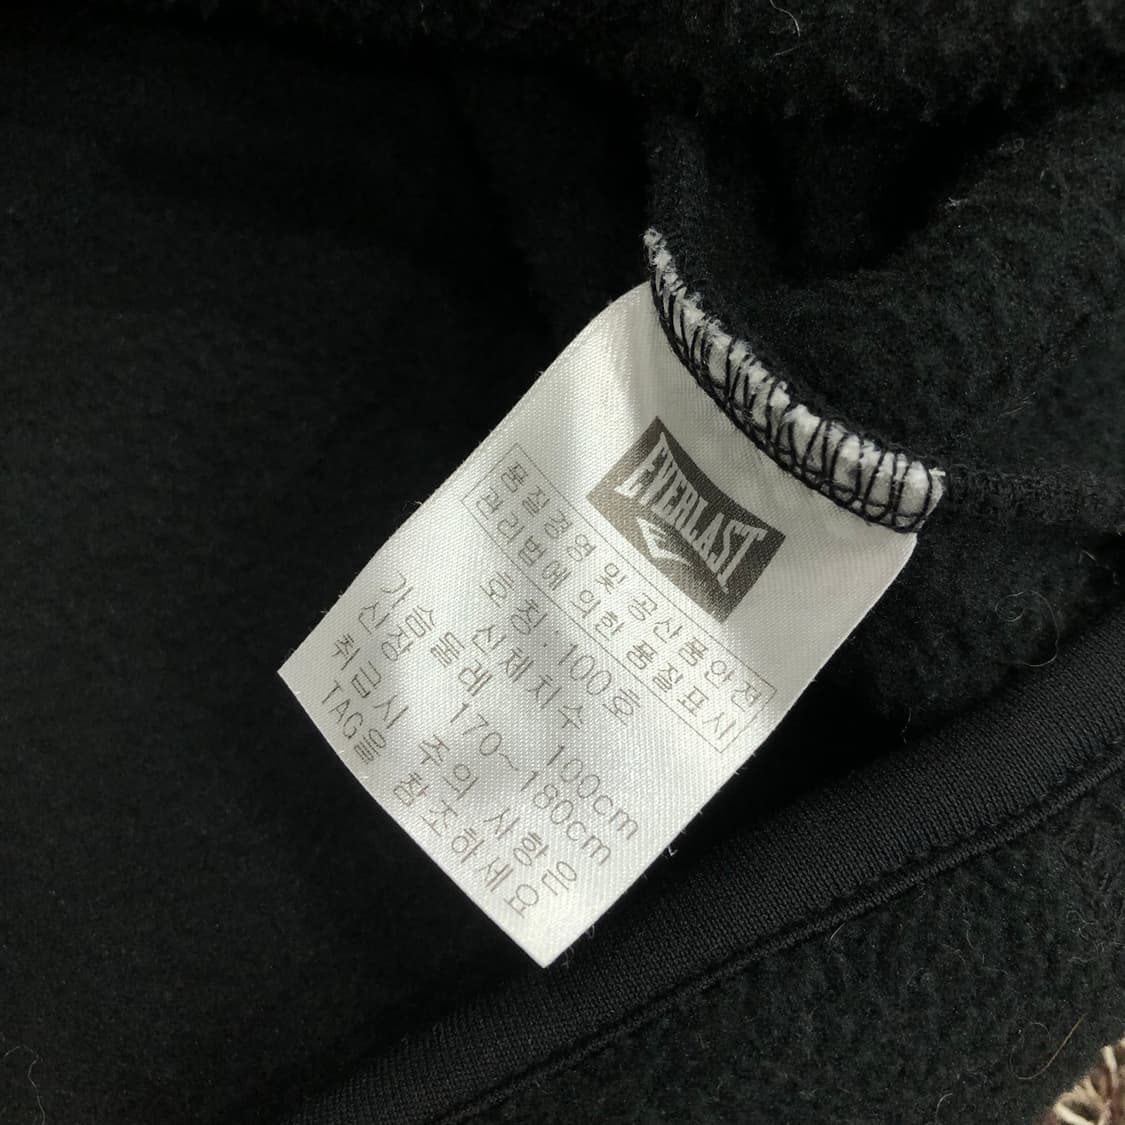 EVERLAST
품질경영 및 공산품안전
관리법에 의한 품질표시
호칭:100호
신체치수
가슴둘레 100cm
신장 170~180cm
취급시 주의 사항은
TAG을 참조하세요